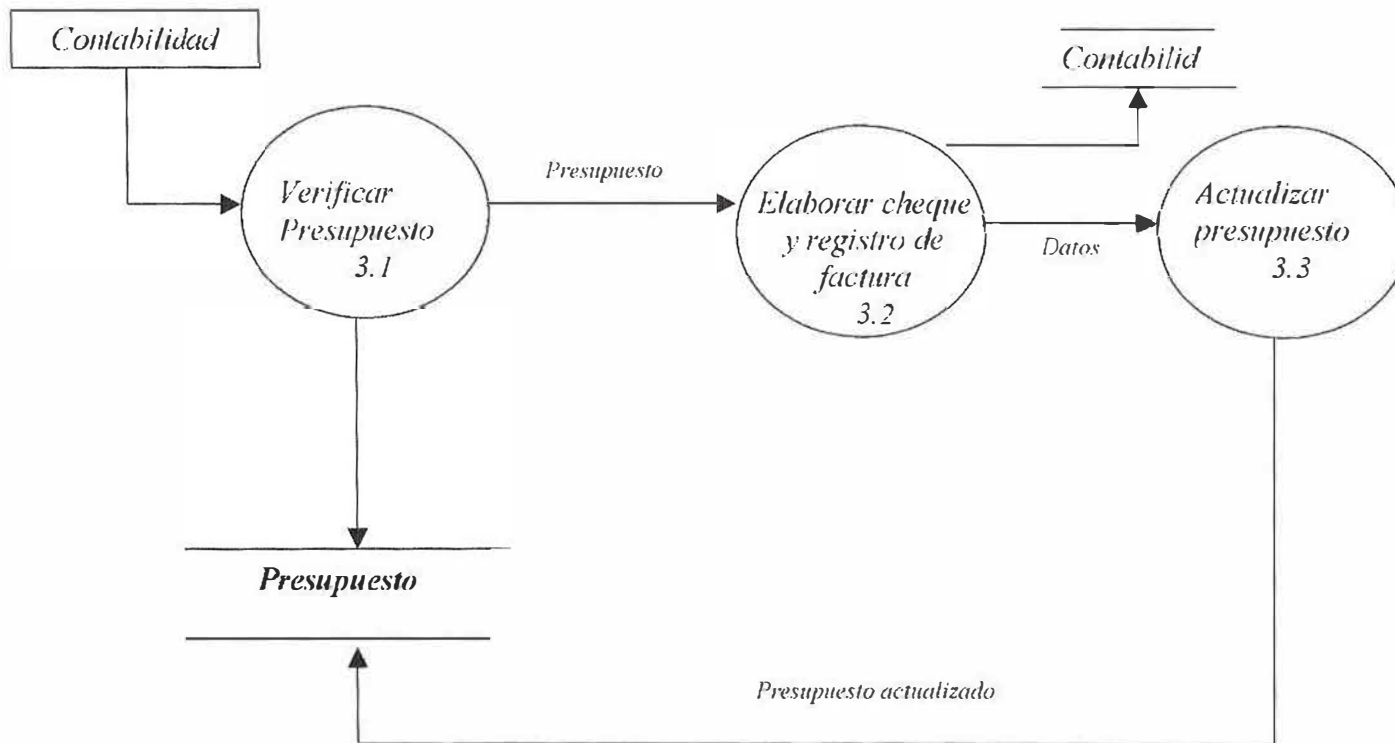 Contabilidad
Contabilid
Verificar
Presupuesto
3.1
Presupuesto
Elaborar cheque
y registro de
factura
3.2
Datos
Actualizar
presupuesto
3.3
Presupuesto
Presupuesto actualizado